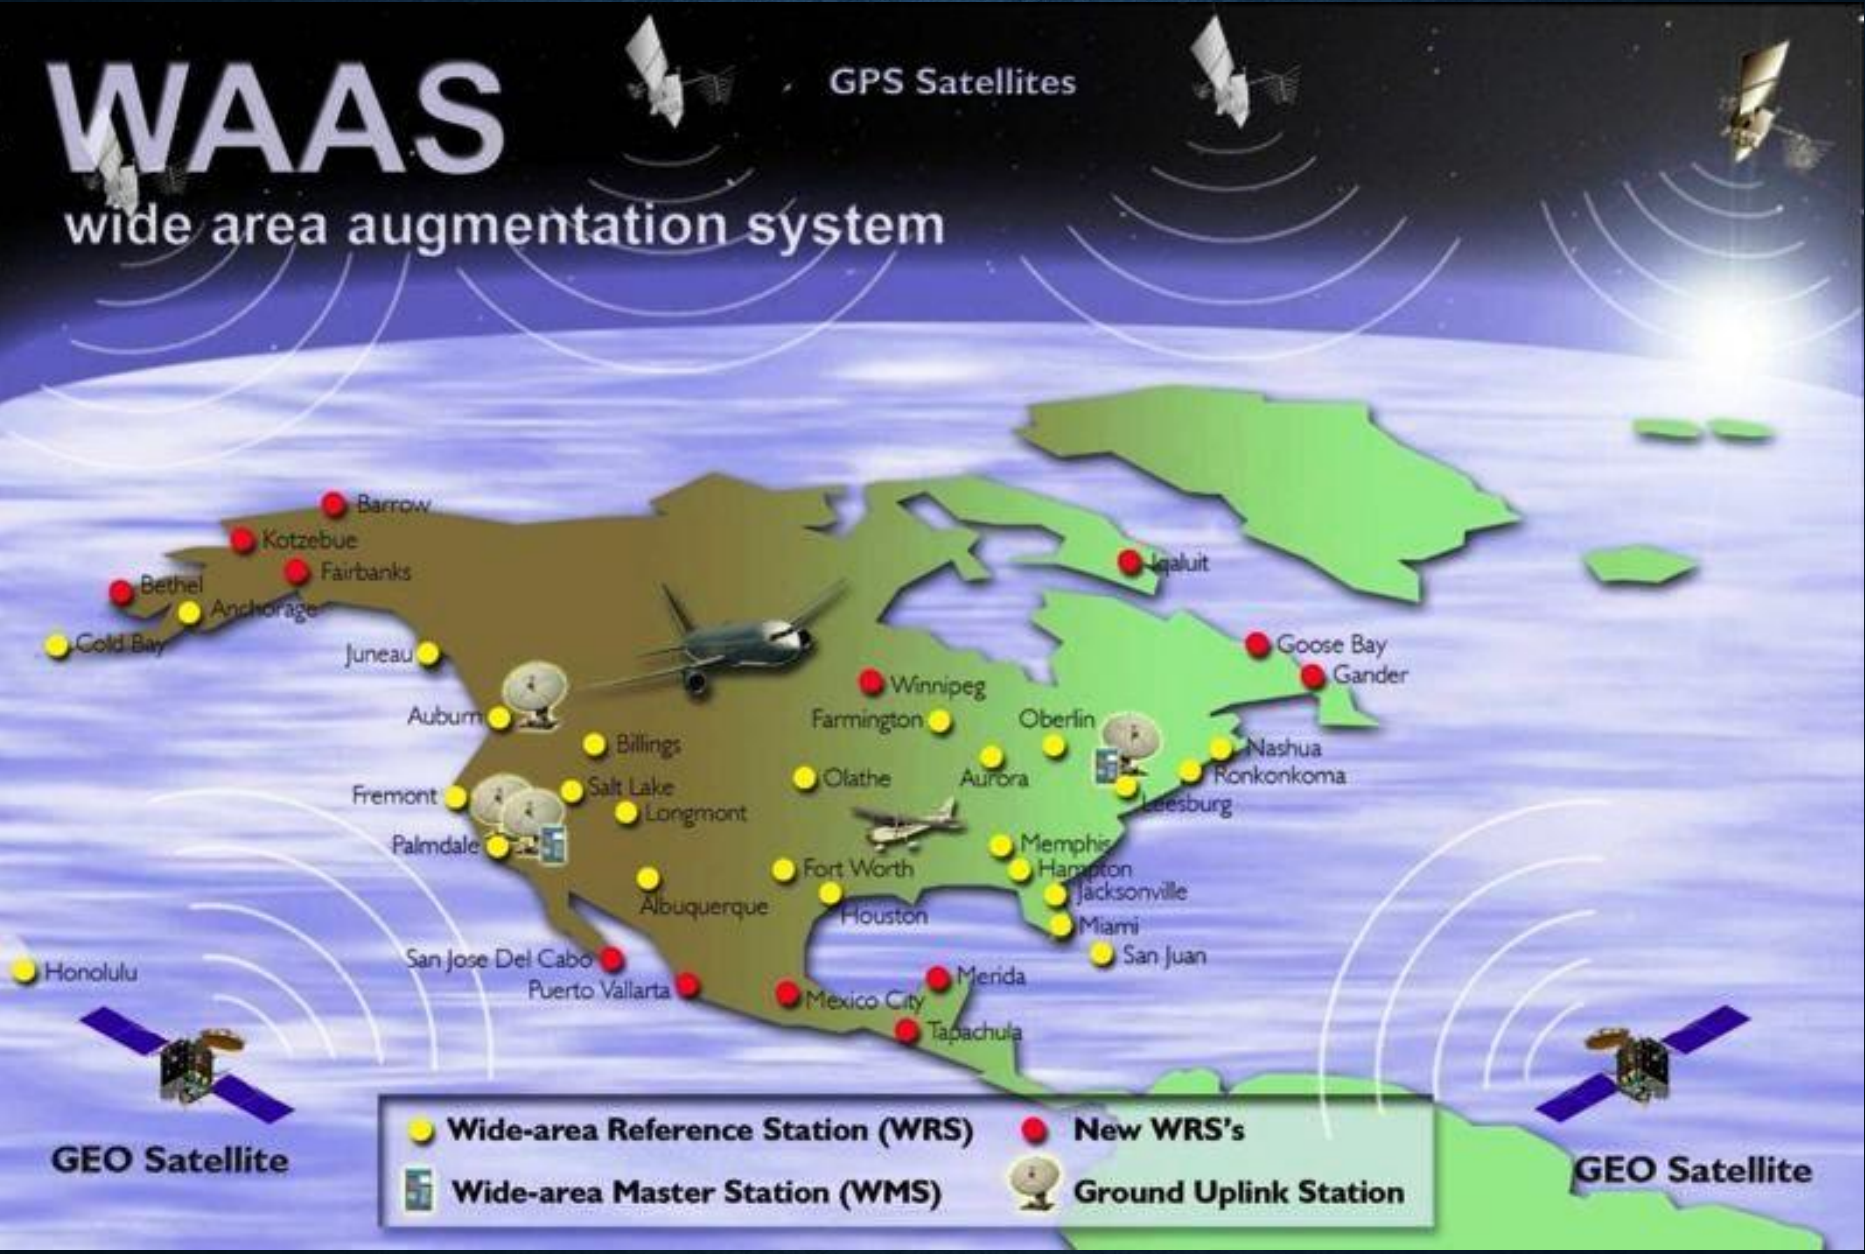 WAAS
GPS Satellites
wide area augmentation system
Barrow
Kotzebue
Fairbanks
Iqaluit
Bethel
Anchorage
Cold Bay
Juneau
Goose Bay
Gander
Winnipeg
Auburn
Farmington
Oberlin
Billings
Nashua
Olathe
Aurora
Ronkonkoma
Fremont
Salt Lake
Leesburg
Longmont
Palmdale
Memphis
Fort Worth
Hampton
Jacksonville
Albuquerque
Houston
Miami
San Juan
San Jose Del Cabo
Honolulu
Puerto Vallarta
Merida
Mexico City
Tapachula
Wide-area Reference Station (WRS)
New WRS's
GEO Satellite
GEO Satellite
Wide-area Master Station (WMS)
Ground Uplink Station